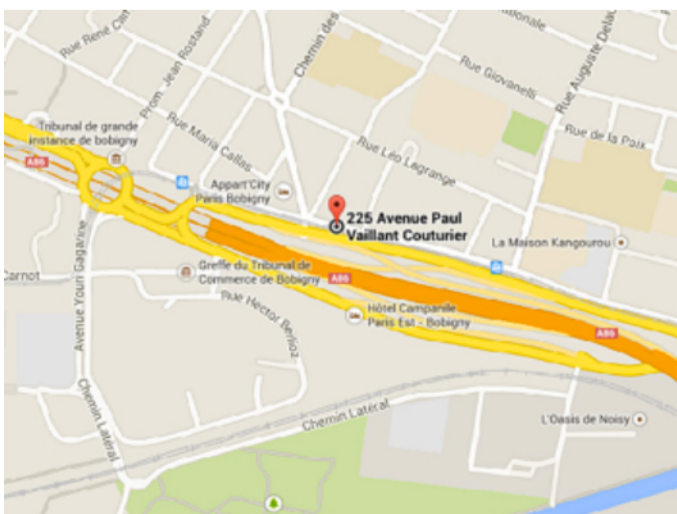 Rue René Cam
Prom. Jean Rostand
Chemin des
nationale
Rue Auguste Delau
Rue Giovanelli
Rue de la Paix
Tribunal de grande
instance de bobigny
Rue Maria Callas
Rue Léo Lagrange
A86
Appart'City
Paris Bobigny
225 Avenue Paul
Vaillant Couturier
La Maison Kangourou
Carnot
Avenue Youri Gagarine
Greffe du Tribunal de
Commerce de Bobigny
A86
Rue Hector Berlioz
Hôtel Campanile
Paris Est - Bobigny
A86
Chemin Latéral
Chemin Latéral
L'Oasis de Noisy